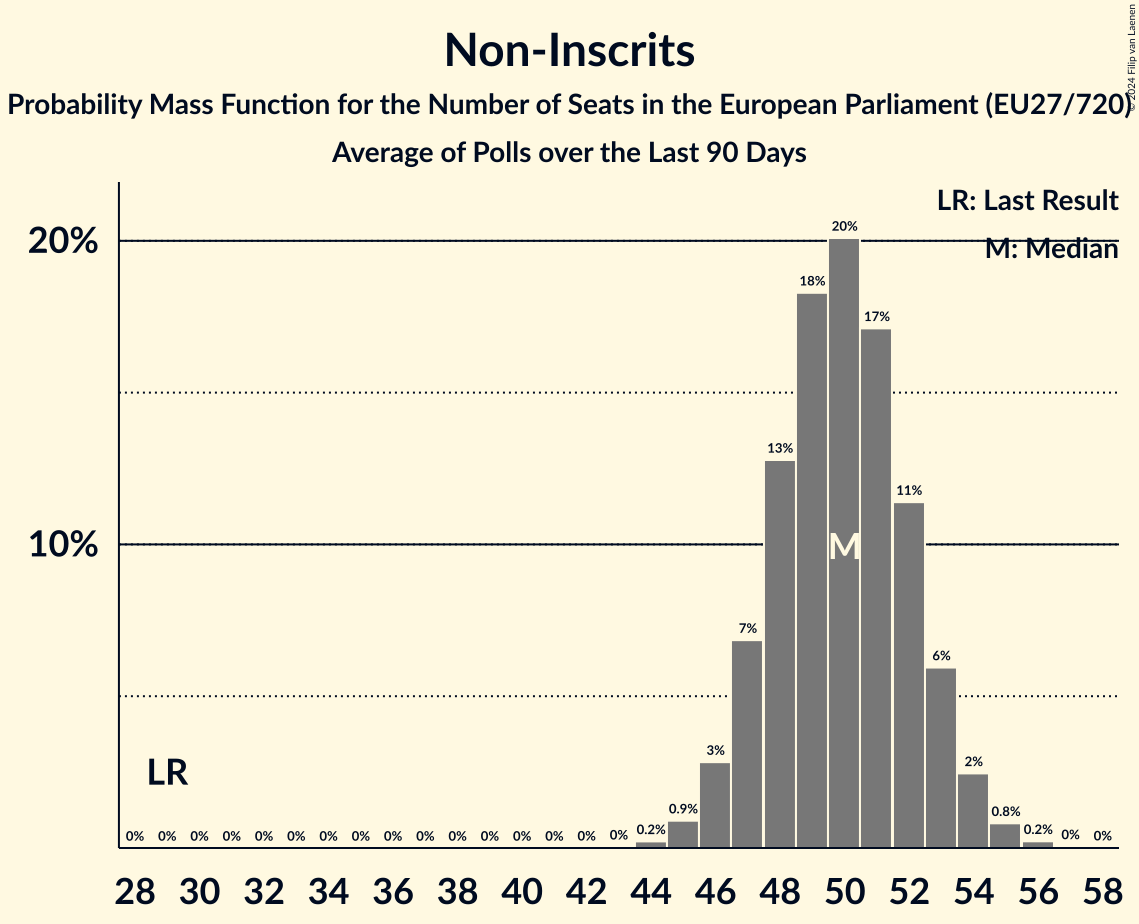 Non-Inscrits
Probability Mass Function for the Number of Seats in the European Parliament (EU27/720)
Average of Polls over the Last 90 Days
© 2024 Filip van Laenen
LR: Last Result
M: Median
20%
10%
20%
18%
17%
13%
11%
M
7%
6%
3%
2%
LR
0% 0% 0% 0% 0% 0% 0% 0% 0% 0% 0% 0% 0% 0% 0% 0% 0.2% 0.9% 0.8% 0.2% 0% 0%
28 30 32 34 36 38 40 42 44 46 48 50 52 54 56 58